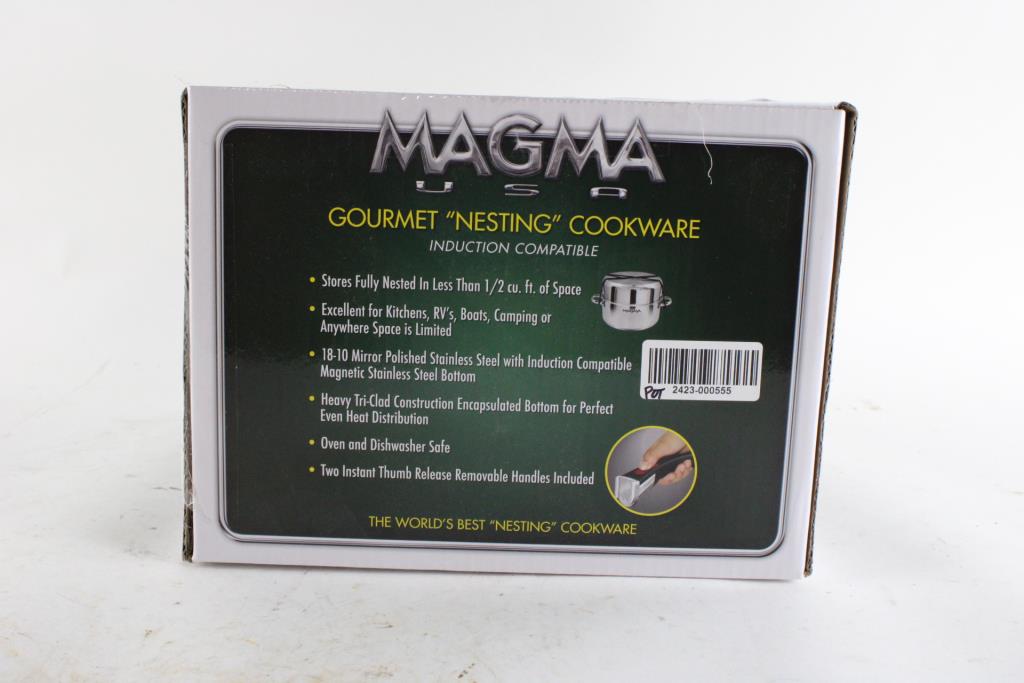 MAGMA
USA
GOURMET "NESTING" COOKWARE
INDUCTION COMPATIBLE
• Stores Fully Nested In Less Than 1/2 cu. ft. of Space
• Excellent for Kitchens, RV's, Boats, Camping or
Anywhere Space is Limited
MAGMA
• 18-10 Mirror Polished Stainless Steel with Induction Compatible
Magnetic Stainless Steel Bottom
POT 2423-000555
• Heavy Tri-Clad Construction Encapsulated Bottom for Perfect
Even Heat Distribution
• Oven and Dishwasher Safe
• Two Instant Thumb Release Removable Handles Included
THE WORLD'S BEST "NESTING" COOKWARE